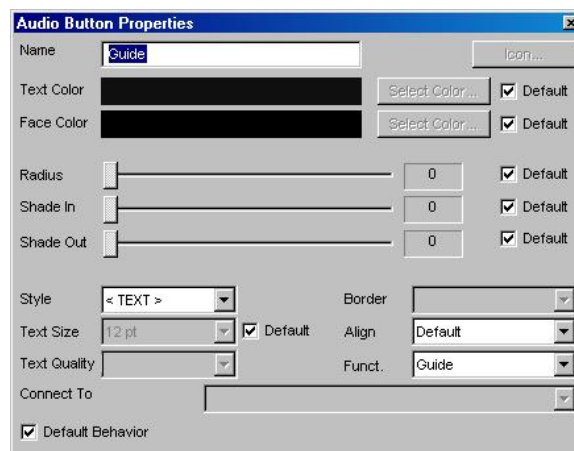 Audio Button Properties
Name Guide Icon...
Text Color Select Color... Default
Face Color Select Color... Default
Radius 0 Default
Shade In 0 Default
Shade Out 0 Default
Style < TEXT > Border
Text Size 12 pt Default Align Default
Text Quality Funct. Guide
Connect To
Default Behavior